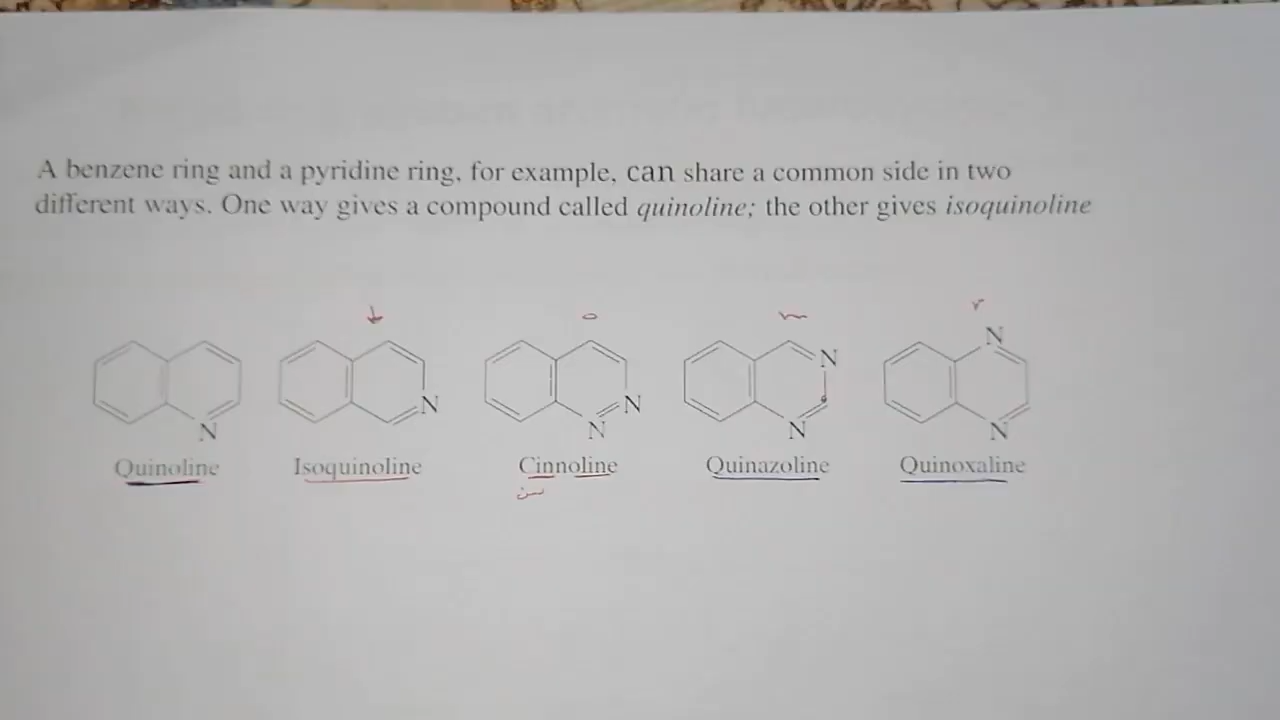 A benzene ring and a pyridine ring, for example, can share a common side in two
different ways. One way gives a compound called quinoline; the other gives isoquinoline
N
N
N
N
N
N
N
N
Quinoline Isoquinoline Cinnoline Quinazoline Quinoxaline
سن